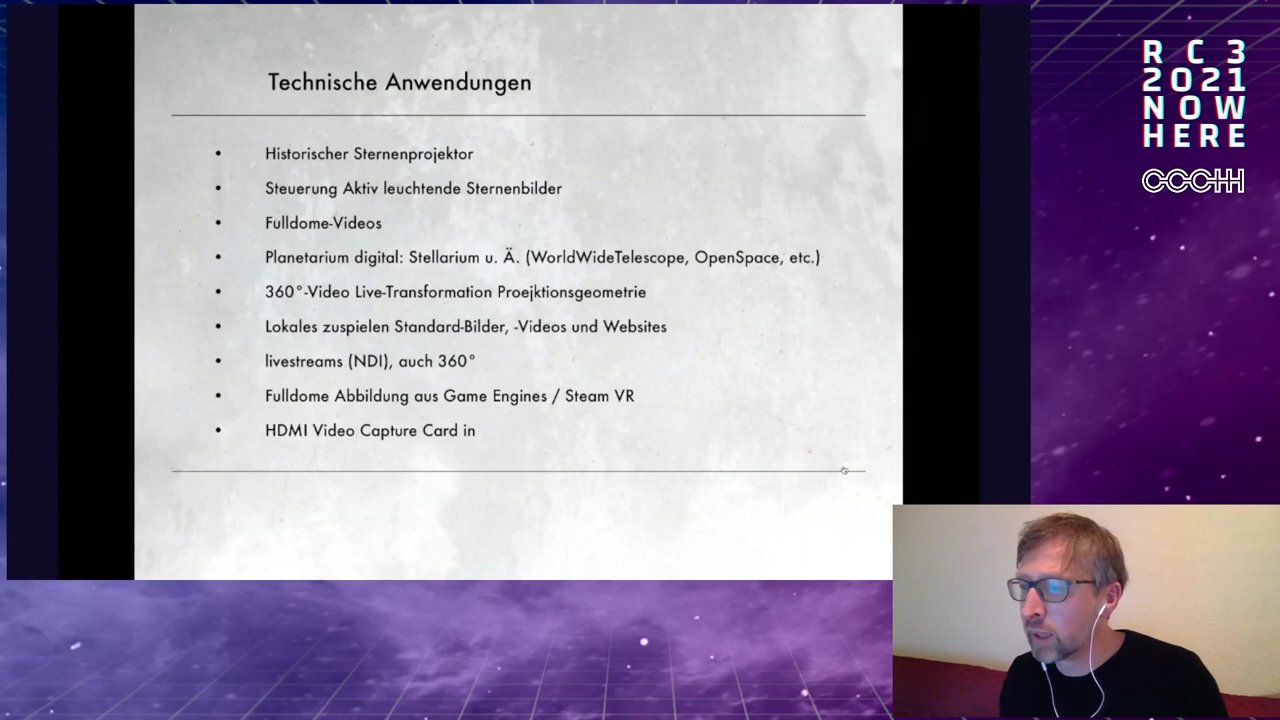 Technische Anwendungen
• Historischer Sternenprojektor
• Steuerung Aktiv leuchtende Sternenbilder
• Fulldome-Videos
• Planetarium digital: Stellarium u. Ä. (WorldWideTelescope, OpenSpace, etc.)
• 360°-Video Live-Transformation Proejktionsgeometrie
• Lokales zuspielen Standard-Bilder, -Videos und Websites
• livestreams (NDI), auch 360°
• Fulldome Abbildung aus Game Engines / Steam VR
• HDMI Video Capture Card in
RC3
2021
NOW
HERE
CCCHH